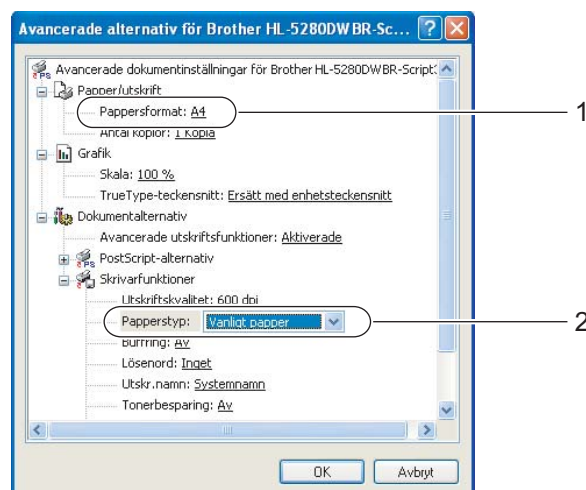 Avancerade alternativ för Brother HL-5280DW BR-Sc...
Avancerade dokumentinställningar för Brother HL-5280DWBR-Script:
Papper/utskrift
Pappersformat: A4
1
Antal kopior: 1 Kopia
Grafik
Skala: 100 %
TrueType-teckensnitt: Ersätt med enhetsteckensnitt
Dokumentalternativ
Avancerade utskriftsfunktioner: Aktiverade
PostScript-alternativ
Skrivarfunktioner
Utskriftskvalitet: 600 dpi
Papperstyp: Vanligt papper
2
Buffring: Av
Lösenord: Inget
Utskr.namn: Systemnamn
Tonerbesparing: Av
OK
Avbryt